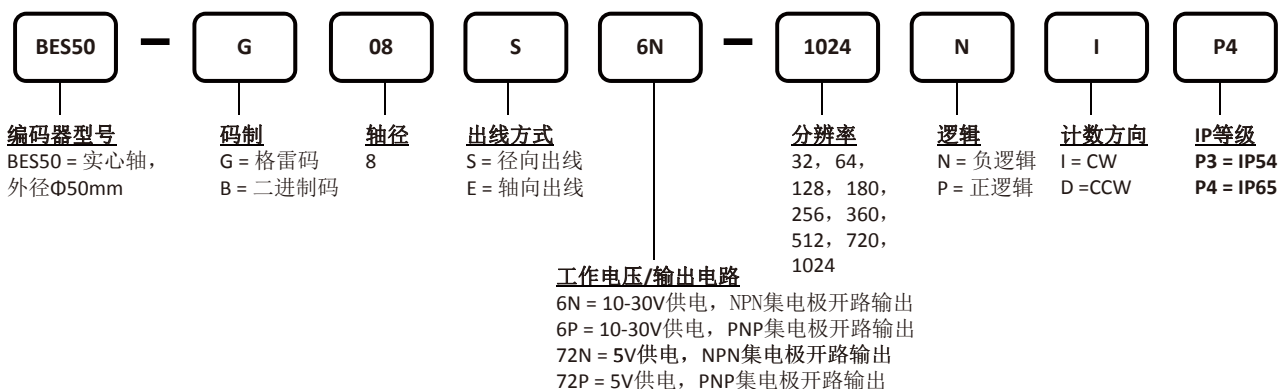 BES50 — G 08 S 6N — 1024 N I P4
编码器型号
BES50 = 实心轴，
外径Φ50mm
码制
G = 格雷码
B = 二进制码
轴径
8
出线方式
S = 径向出线
E = 轴向出线
工作电压/输出电路
6N = 10-30V供电，NPN集电极开路输出
6P = 10-30V供电，PNP集电极开路输出
72N = 5V供电，NPN集电极开路输出
72P = 5V供电，PNP集电极开路输出
分辨率
32，64，
128，180，
256，360，
512，720，
1024
逻辑
N = 负逻辑
P = 正逻辑
计数方向
I = CW
D =CCW
IP等级
P3 = IP54
P4 = IP65